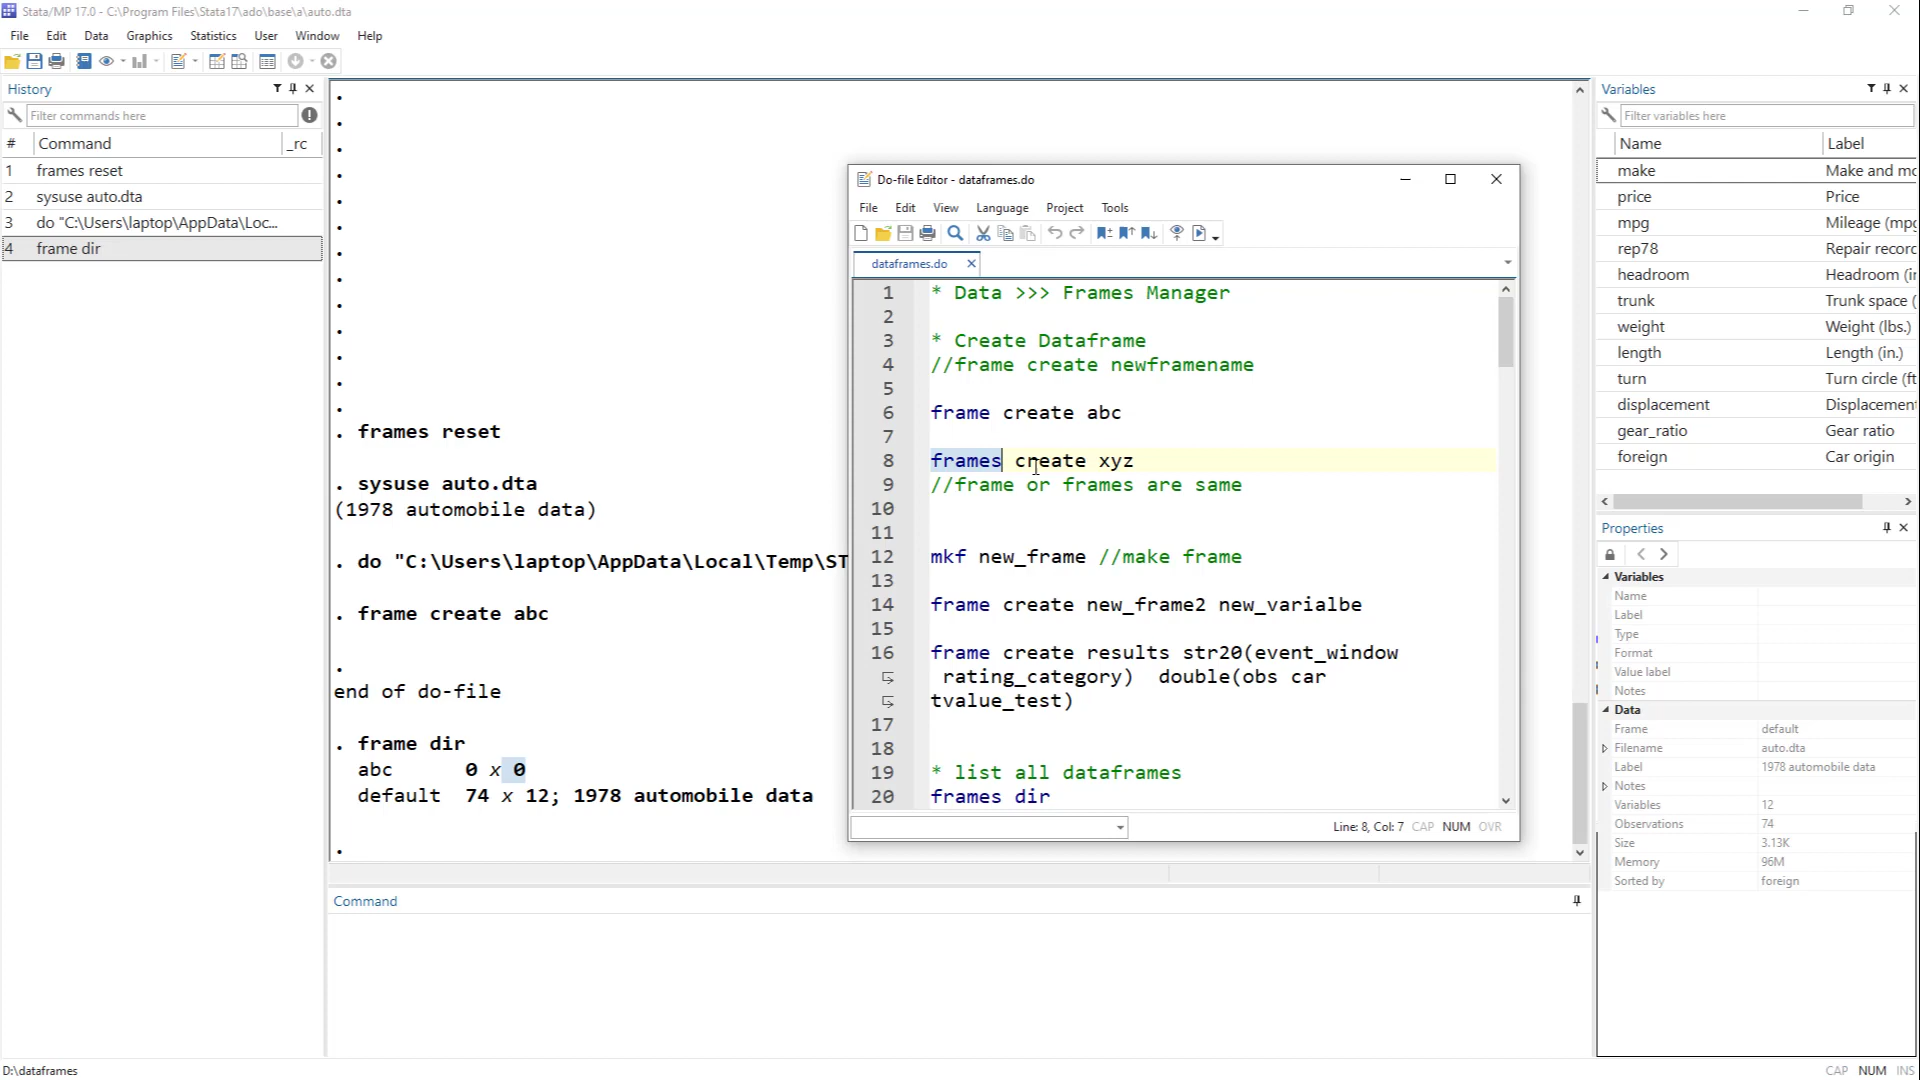 Stata/MP 17.0 - C:\Program Files\Stata17\ado\base\a\auto.dta
File Edit Data Graphics Statistics User Window Help
History
Filter commands here
# Command _rc
1 frames reset
2 sysuse auto.dta
3 do "C:\Users\laptop\AppData\Loc...
4 frame dir
. frames reset
. sysuse auto.dta
(1978 automobile data)
. do "C:\Users\laptop\AppData\Local\Temp\ST
. frame create abc
.
end of do-file
. frame dir
abc 0 x 0
default 74 x 12; 1978 automobile data
.
Command
Do-file Editor - dataframes.do
File Edit View Language Project Tools
dataframes.do
1 * Data >>> Frames Manager
2
3 * Create Dataframe
4 //frame create newframename
5
6 frame create abc
7
8 frames create xyz
9 //frame or frames are same
10
11
12 mkf new_frame //make frame
13
14 frame create new_frame2 new_varialbe
15
16 frame create results str20(event_window
rating_category) double(obs car
tvalue_test)
17
18
19 * list all dataframes
20 frames dir
Line: 8, Col: 7 CAP NUM OVR
Variables
Filter variables here
Name Label
make Make and mo
price Price
mpg Mileage (mpg
rep78 Repair record
headroom Headroom (in
trunk Trunk space (
weight Weight (lbs.)
length Length (in.)
turn Turn circle (ft
displacement Displacement
gear_ratio Gear ratio
foreign Car origin
Properties
Variables
Name
Label
Type
Format
Value label
Notes
Data
Frame default
Filename auto.dta
Label 1978 automobile data
Notes
Variables 12
Observations 74
Size 3.13K
Memory 96M
Sorted by foreign
D:\dataframes
CAP NUM INS